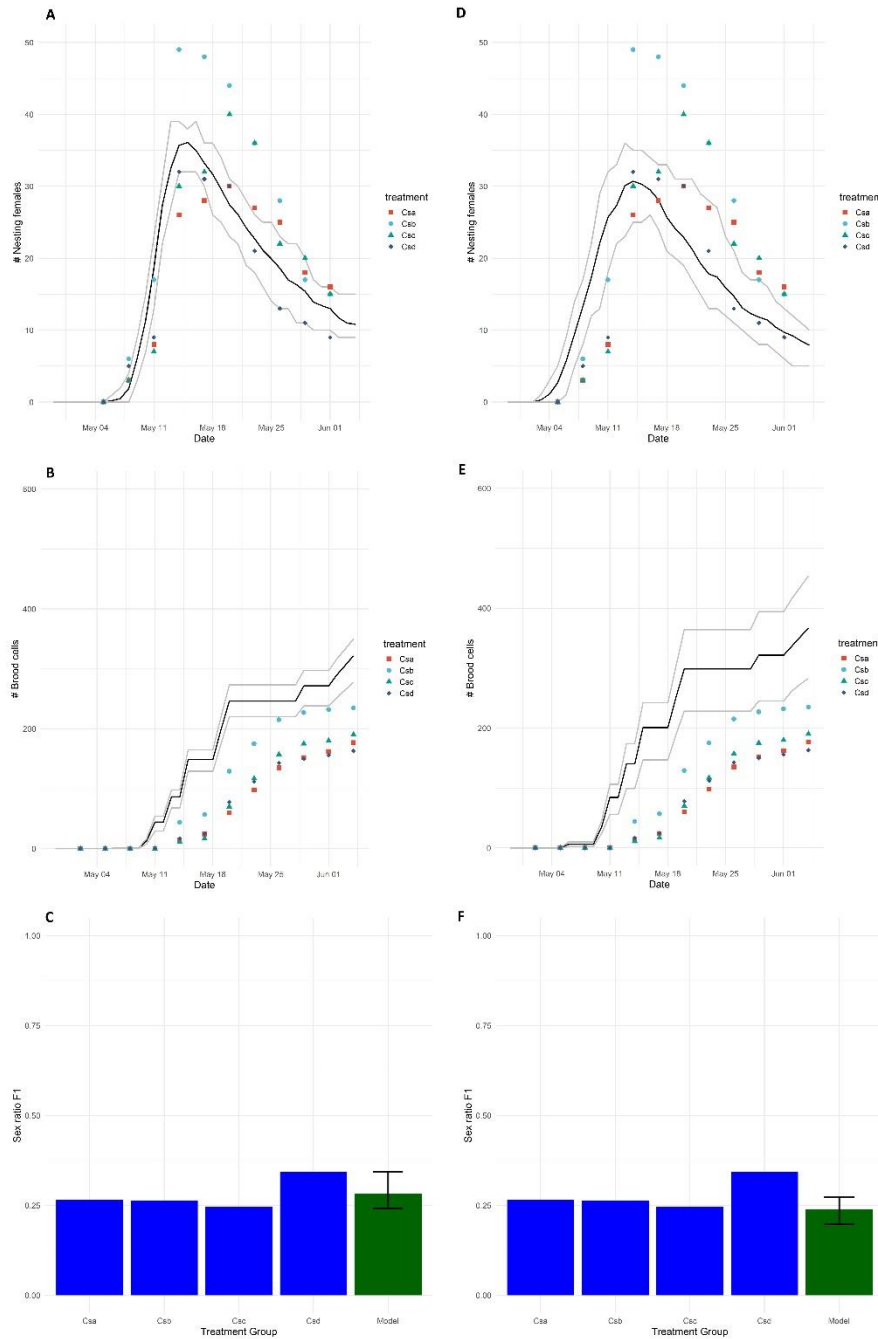 A
# Nesting females
50
40
30
20
10
0
May 04
May 11
May 18
May 25
Jun 01
Date
treatment
Csa
Csb
Csc
Csd
D
# Nesting females
50
40
30
20
10
0
May 04
May 11
May 18
May 25
Jun 01
Date
treatmen
Csa
Csb
Csc
Csd
B
# Brood cells
600
400
200
0
May 04
May 11
May 18
May 25
Jun 01
Date
treatment
Csa
Csb
Csc
Csd
E
# Brood cells
600
400
200
0
May 04
May 11
May 18
May 25
Jun 01
Date
treatmen
Csa
Csb
Csc
Csd
C
Sex ratio F1
1.00
0.75
0.50
0.25
0.00
Csa
Csb
Csc
Csd
Model
Treatment Group
F
Sex ratio F1
1.00
0.75
0.50
0.25
0.00
Csa
Csb
Csc
Csd
Model
Treatment Group